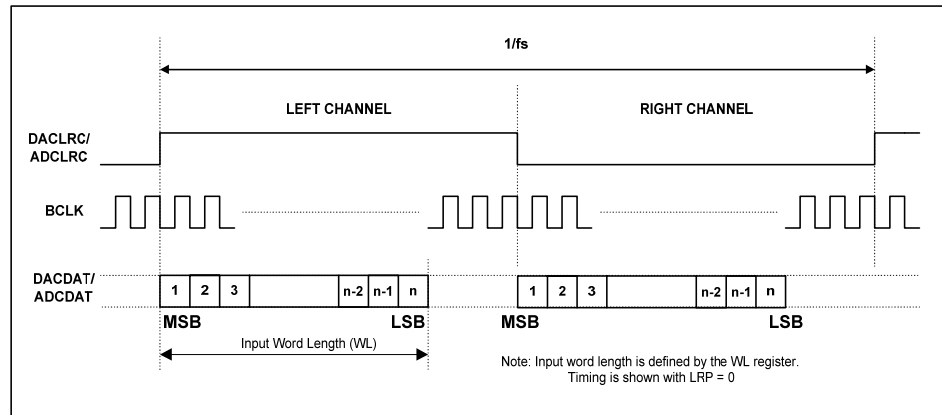 1/fs
LEFT CHANNEL
RIGHT CHANNEL
DACLRC/
ADCLRC
BCLK
DACDAT/
ADCDAT
1 2 3 n-2 n-1 n
1 2 3 n-2 n-1 n
MSB LSB MSB LSB
Input Word Length (WL)
Note: Input word length is defined by the WL register.
Timing is shown with LRP = 0